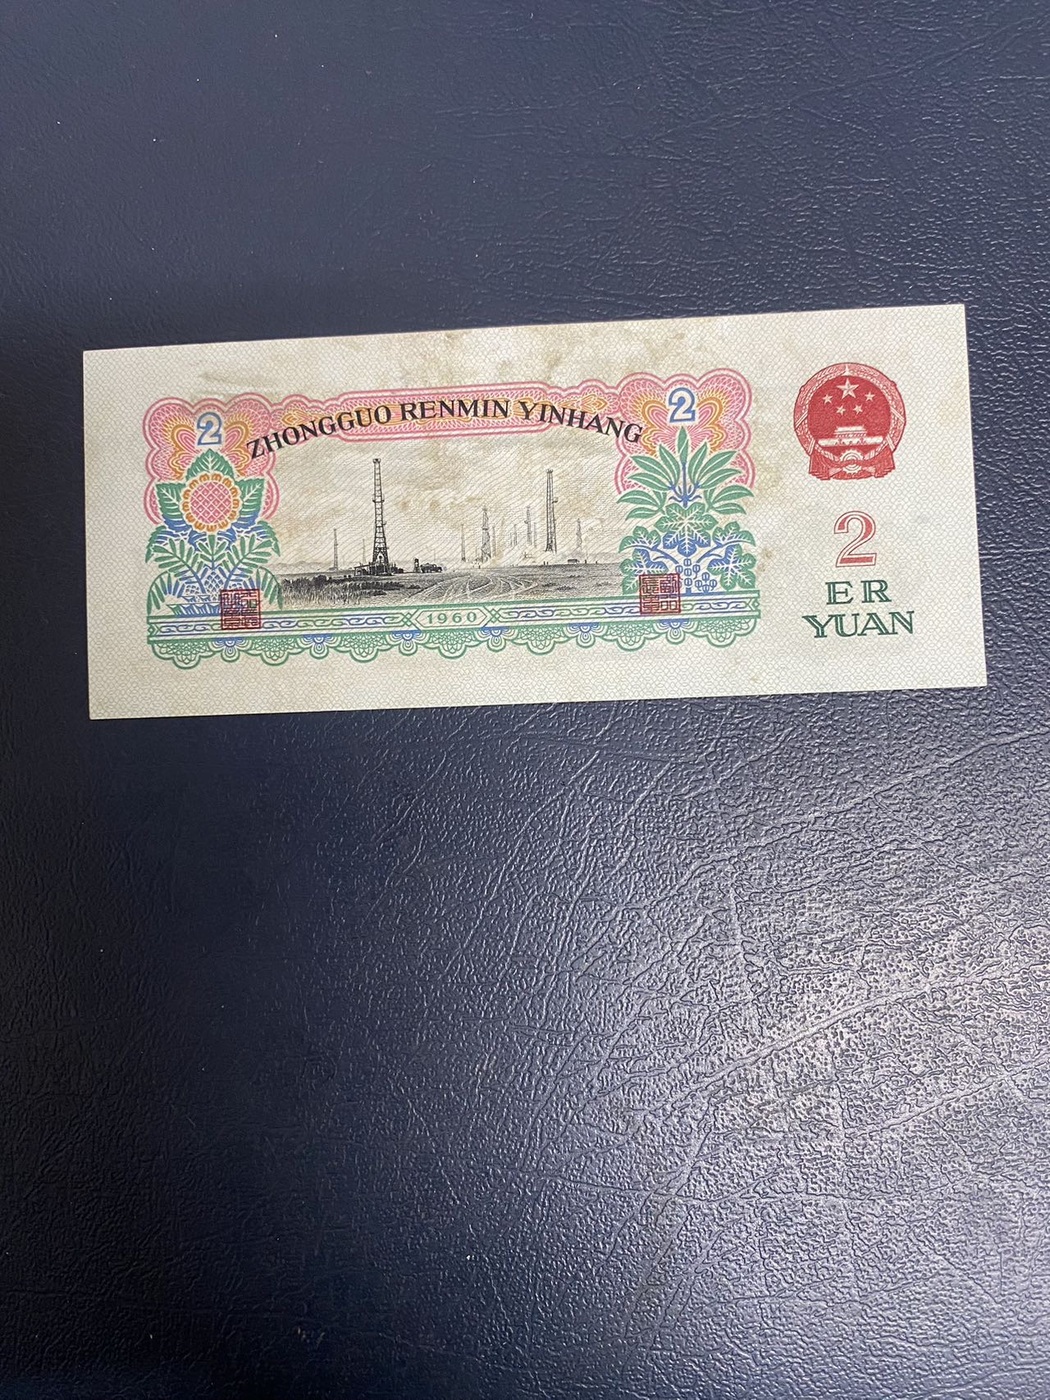 2 ZHONGGUO RENMIN YINHANG 2
1960
2
ER
YUAN